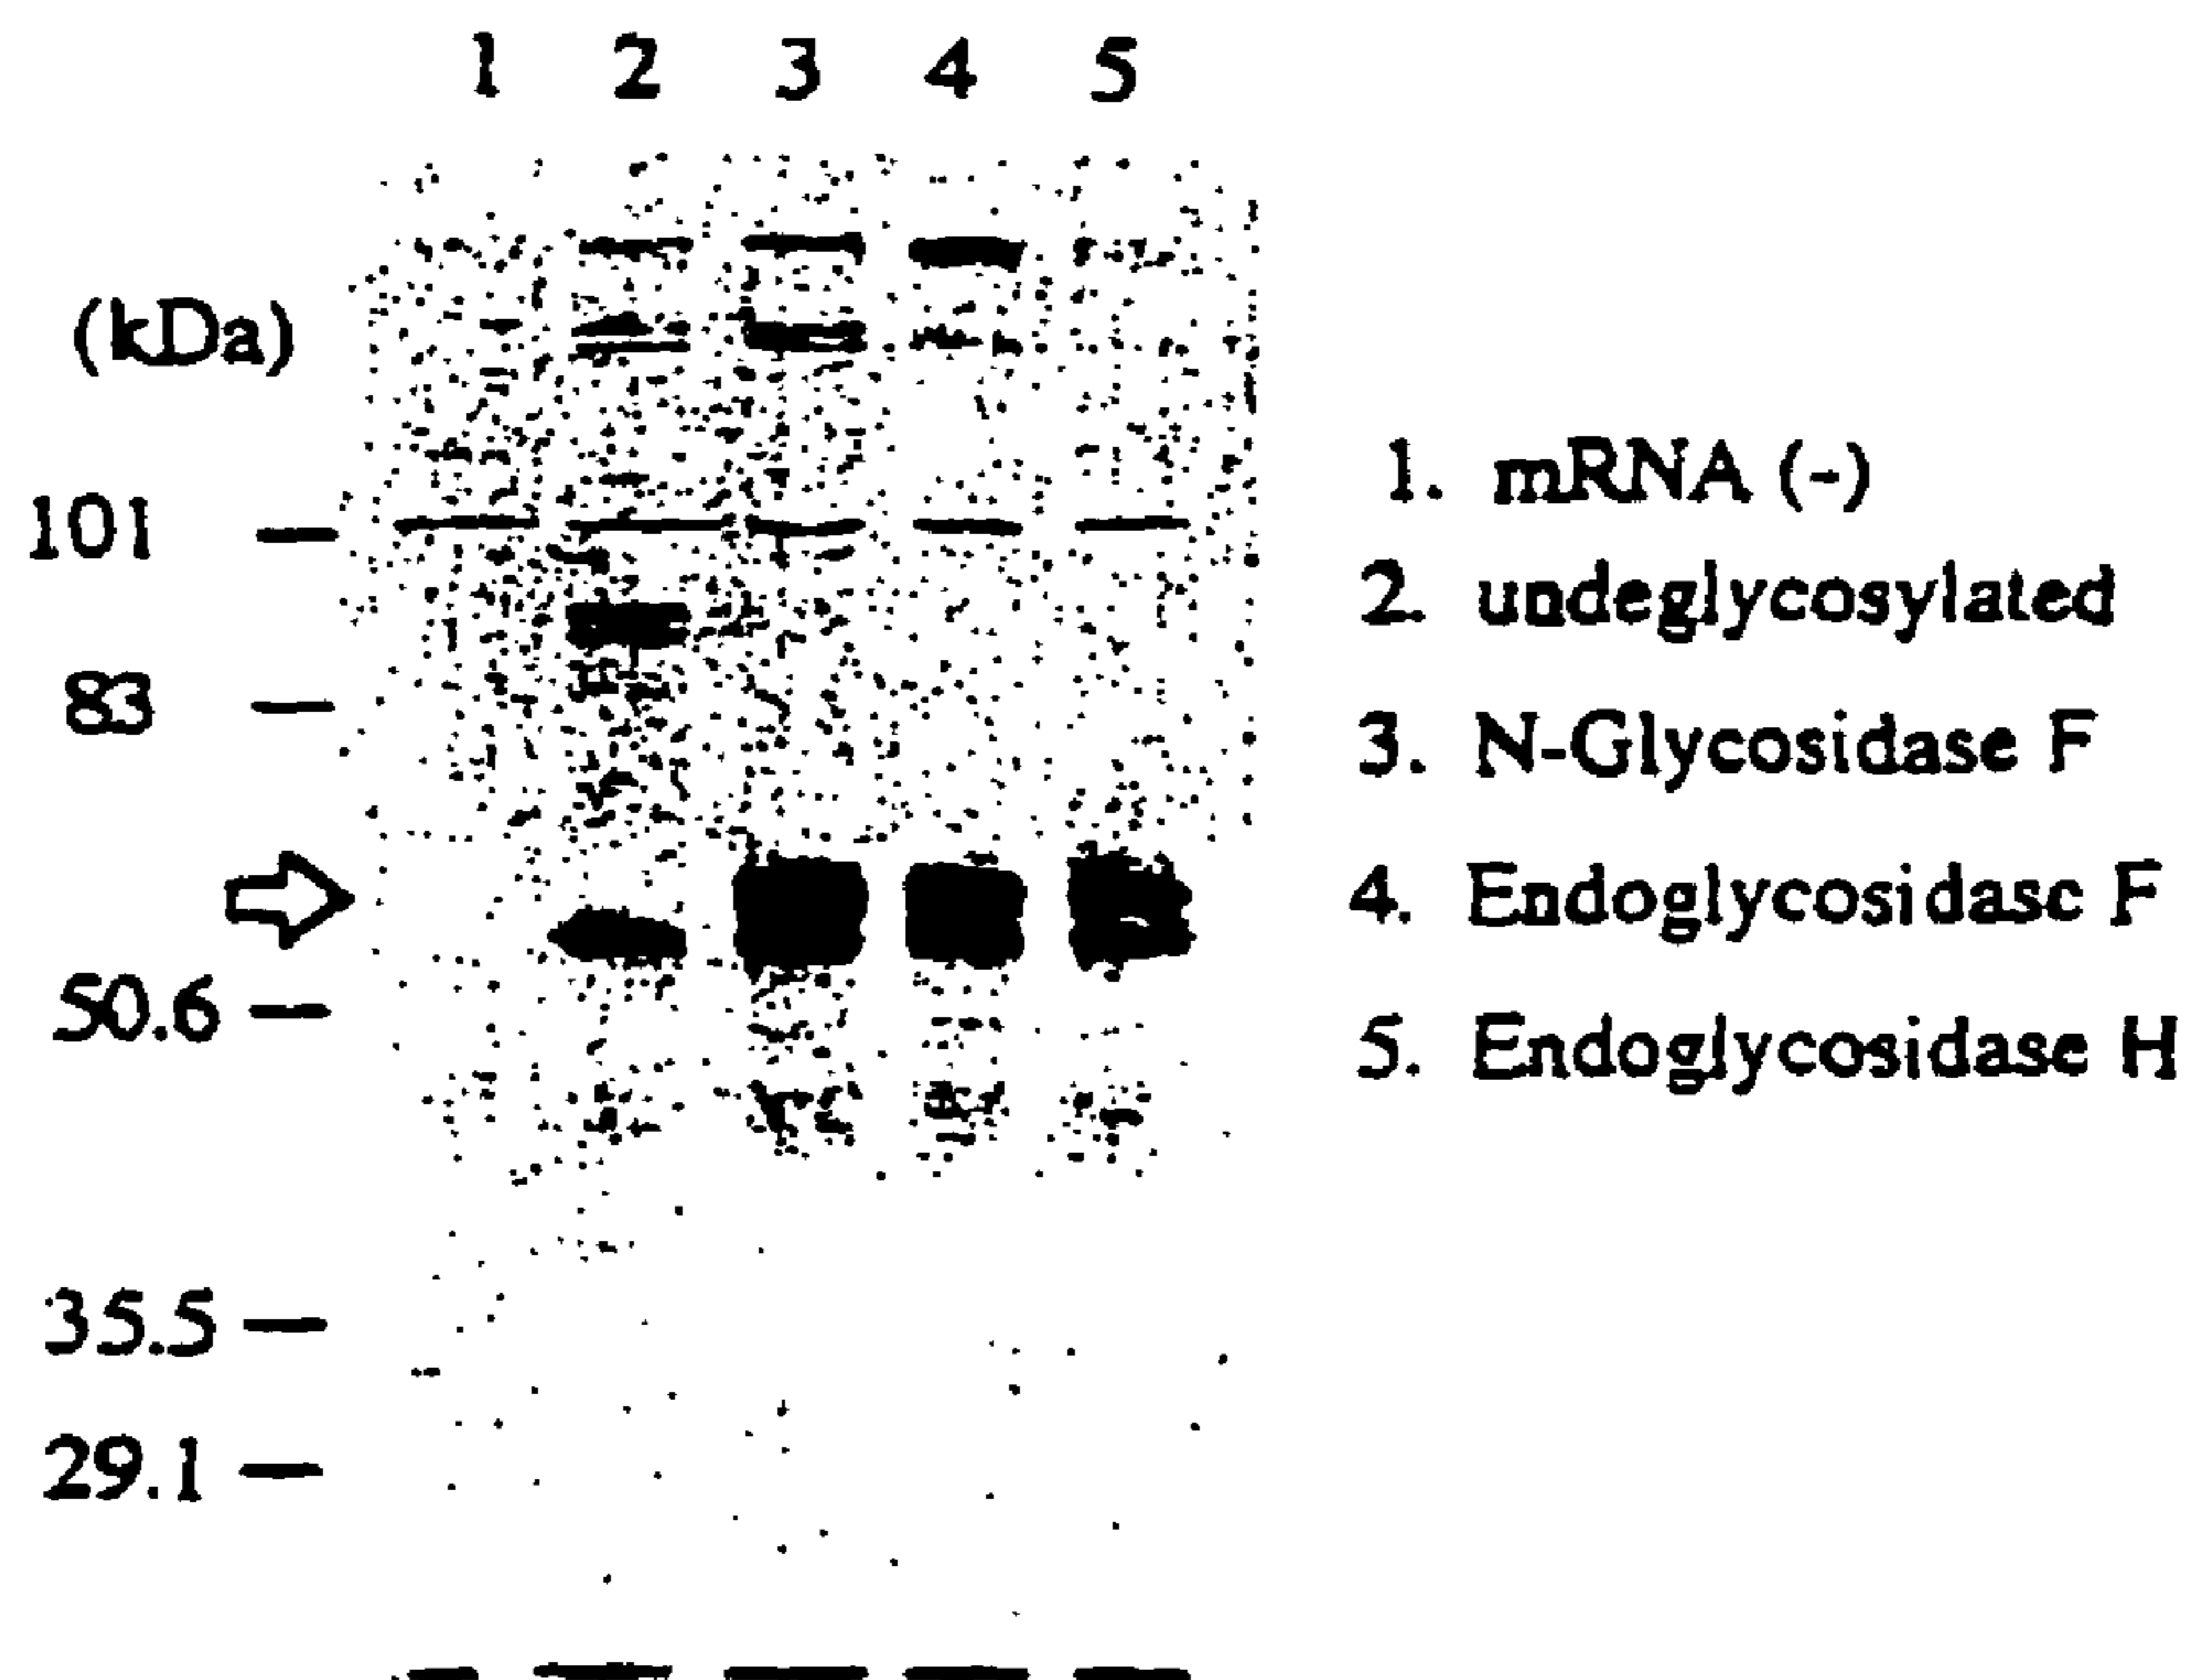 1 2 3 4 5
(kDa)
101
83
50.6
35.5
29.1
1. mRNA (-)
2. undeglycosylated
3. N-Glycosidase F
4. Endoglycosidase F
5. Endoglycosidase H